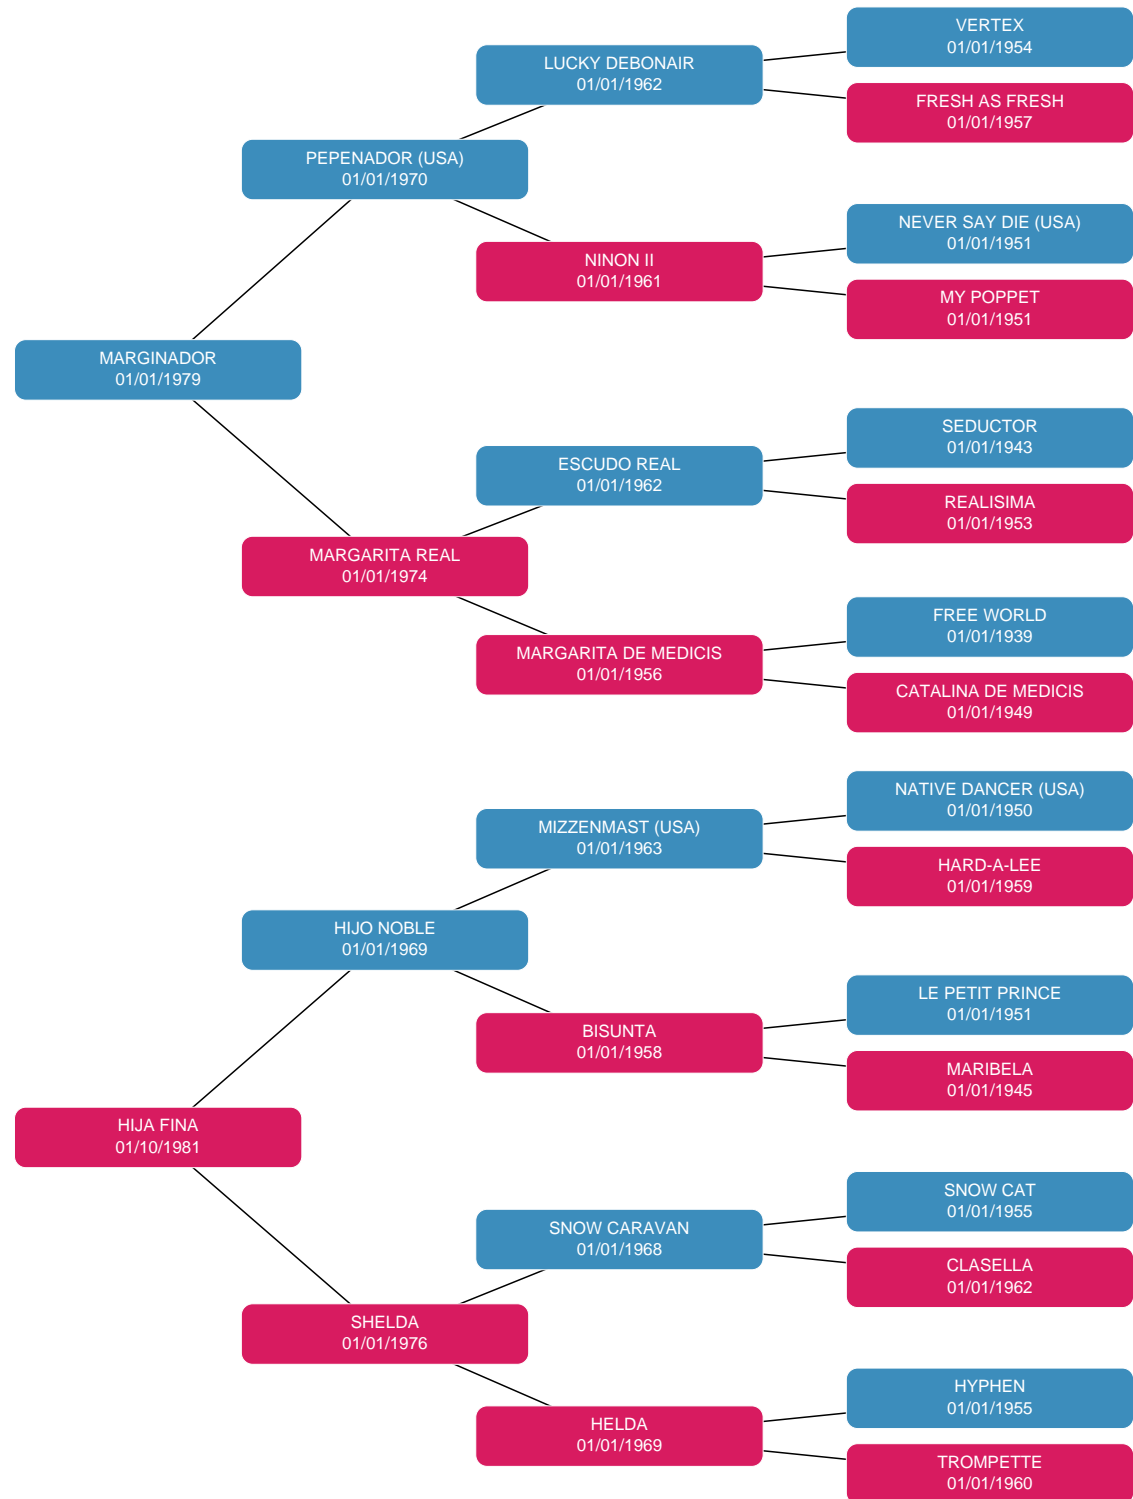 VERTEX
01/01/1954
LUCKY DEBONAIR
01/01/1962
FRESH AS FRESH
01/01/1957
PEPENADOR (USA)
01/01/1970
NEVER SAY DIE (USA)
01/01/1951
NINON II
01/01/1961
MY POPPET
01/01/1951
MARGINADOR
01/01/1979
SEDUCTOR
01/01/1943
ESCUDO REAL
01/01/1962
REALISIMA
01/01/1953
MARGARITA REAL
01/01/1974
FREE WORLD
01/01/1939
MARGARITA DE MEDICIS
01/01/1956
CATALINA DE MEDICIS
01/01/1949
NATIVE DANCER (USA)
01/01/1950
MIZZENMAST (USA)
01/01/1963
HARD-A-LEE
01/01/1959
HIJO NOBLE
01/01/1969
LE PETIT PRINCE
01/01/1951
BISUNTA
01/01/1958
MARIBELA
01/01/1945
HIJA FINA
01/10/1981
SNOW CAT
01/01/1955
SNOW CARAVAN
01/01/1968
CLASELLA
01/01/1962
SHELDA
01/01/1976
HYPHEN
01/01/1955
HELDA
01/01/1969
TROMPETTE
01/01/1960